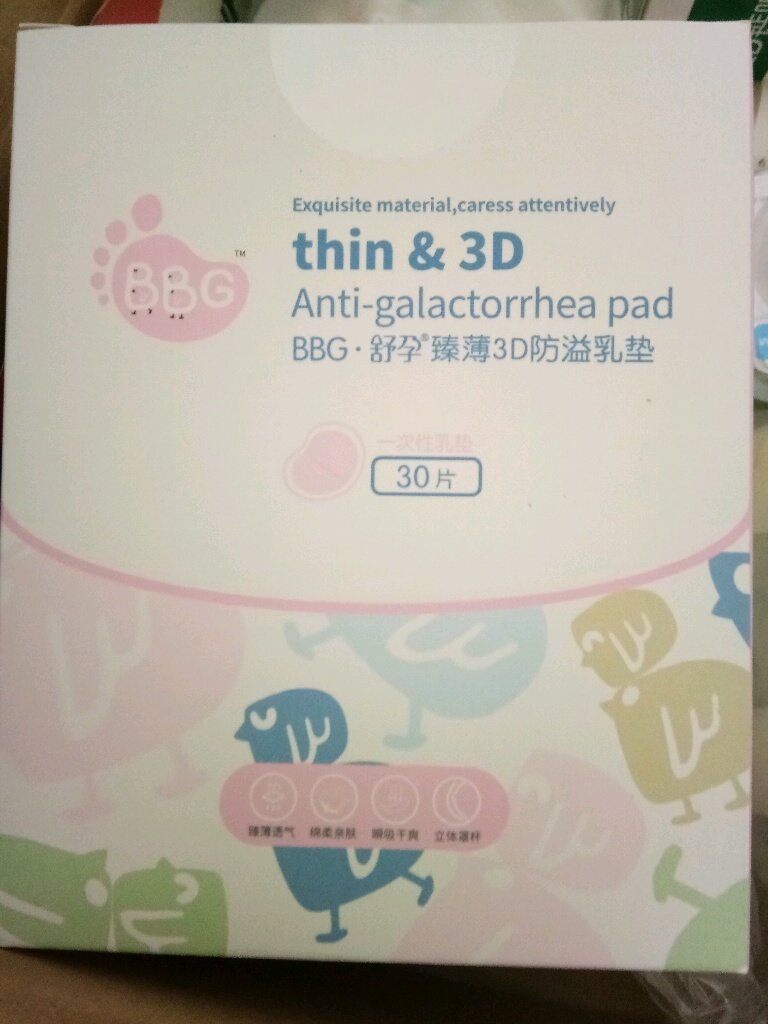 Exquisite material,caress attentively
BBG™
thin & 3D
Anti-galactorrhea pad
BBG·舒孕®臻薄3D防溢乳垫
一次性乳垫
30片
臻薄透气 绵柔亲肤 瞬吸干爽 立体罩杯